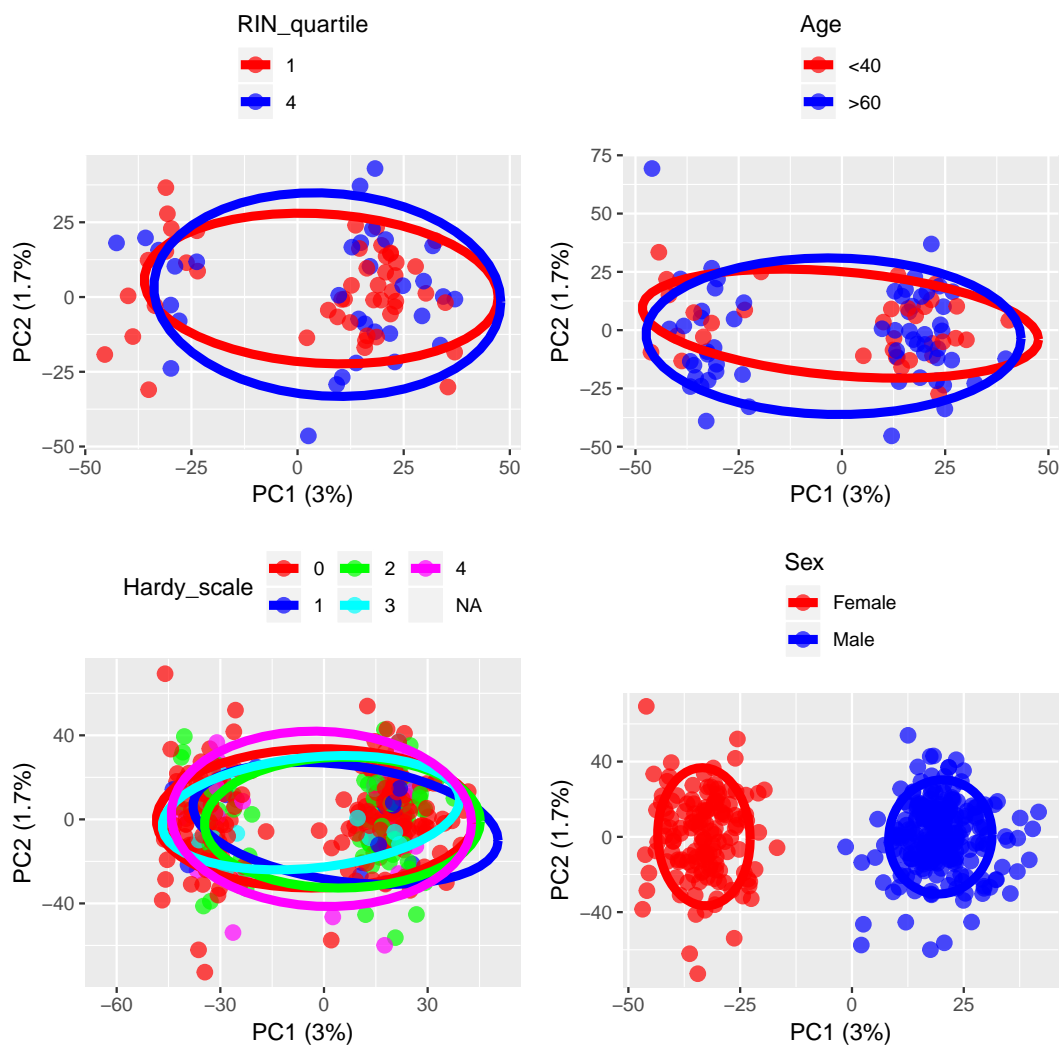 RIN_quartile
1
4
25
0
−25
−50
−50 −25 0 25 50
PC1 (3%)
PC2 (1.7%)
Age
<40
>60
75
50
25
0
−25
−50
−50 −25 0 25 50
PC1 (3%)
PC2 (1.7%)
Hardy_scale
0 2 4
1 3 NA
40
0
−40
−60 −30 0 30
PC1 (3%)
PC2 (1.7%)
Sex
Female
Male
40
0
−40
−50 −25 0 25
PC1 (3%)
PC2 (1.7%)